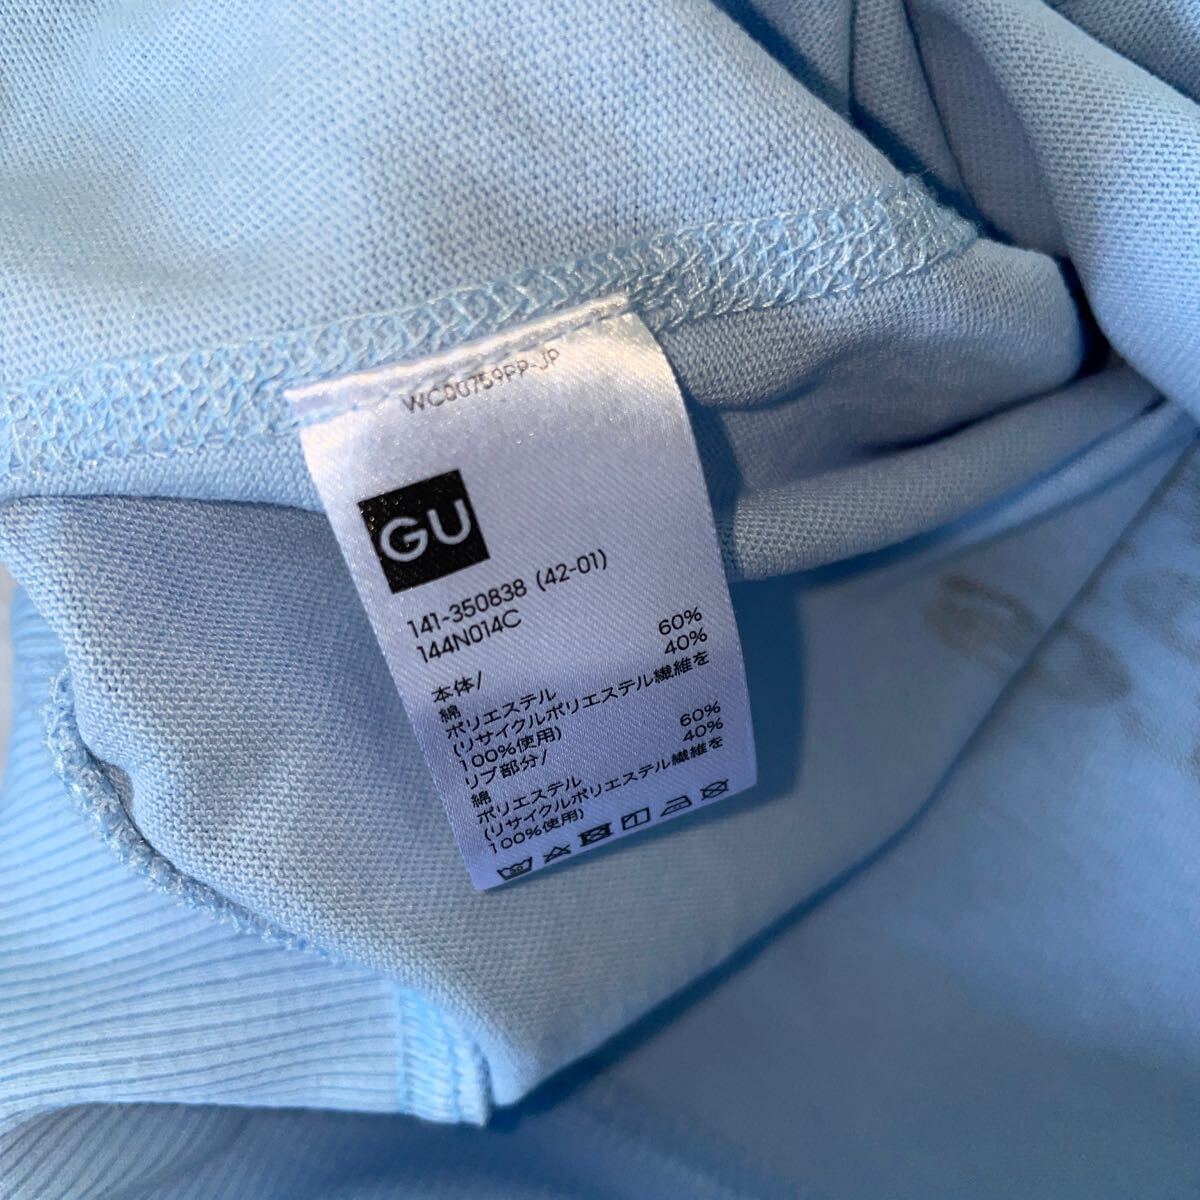 WC00759PP-JP
GU
141-350838 (42-01)
144N014C
本体/
綿 60%
ポリエステル 40%
(リサイクルポリエステル繊維を
100%使用)
リブ部分/
綿 60%
ポリエステル 40%
(リサイクルポリエステル繊維を
100%使用)